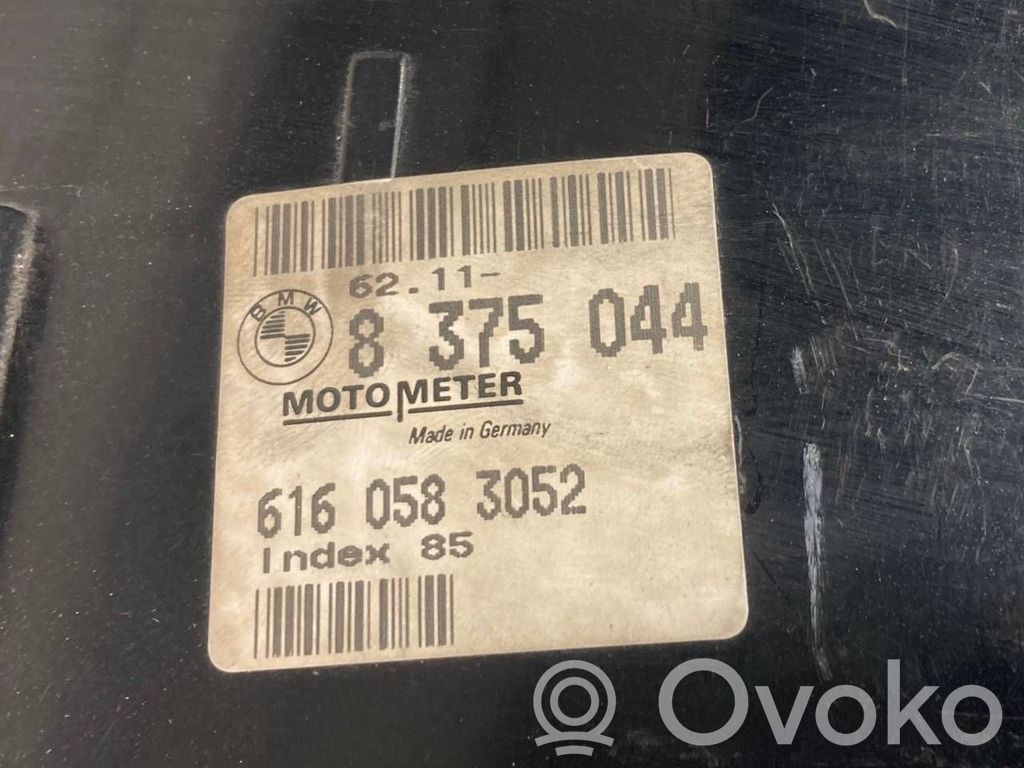 62.11-
BMW
8 375 044
MOTOMETER
Made in Germany
616 058 3052
Index 85
Ovoko